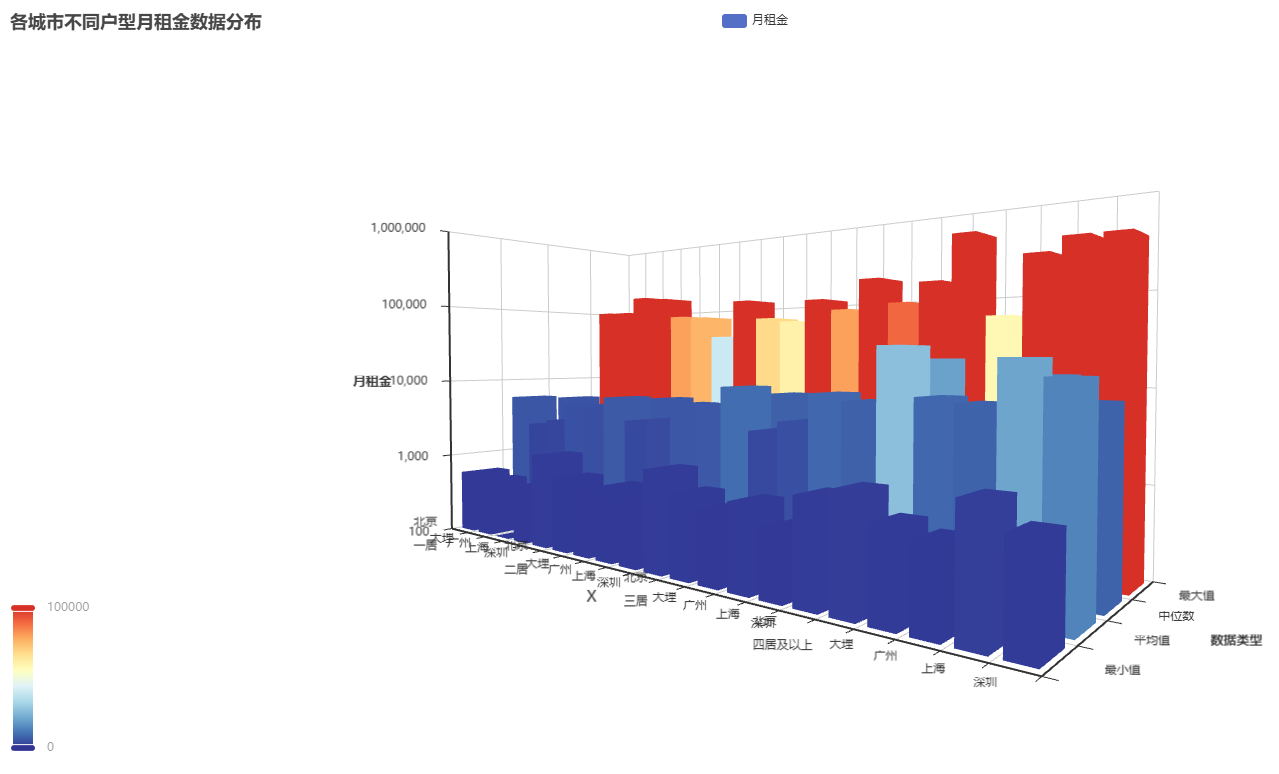 各城市不同户型月租金数据分布
月租金
1,000,000
100,000
10,000
1,000
100
月租金
北京
一居
大埋
广州
上海
深圳
北京
二居
大埋
广州
上海
深圳
北京
三居
大埋
广州
上海
深圳
北京
四居及以上
大埋
广州
上海
深圳
X
最小值
平均值
中位数
最大值
数据类型
100000
0